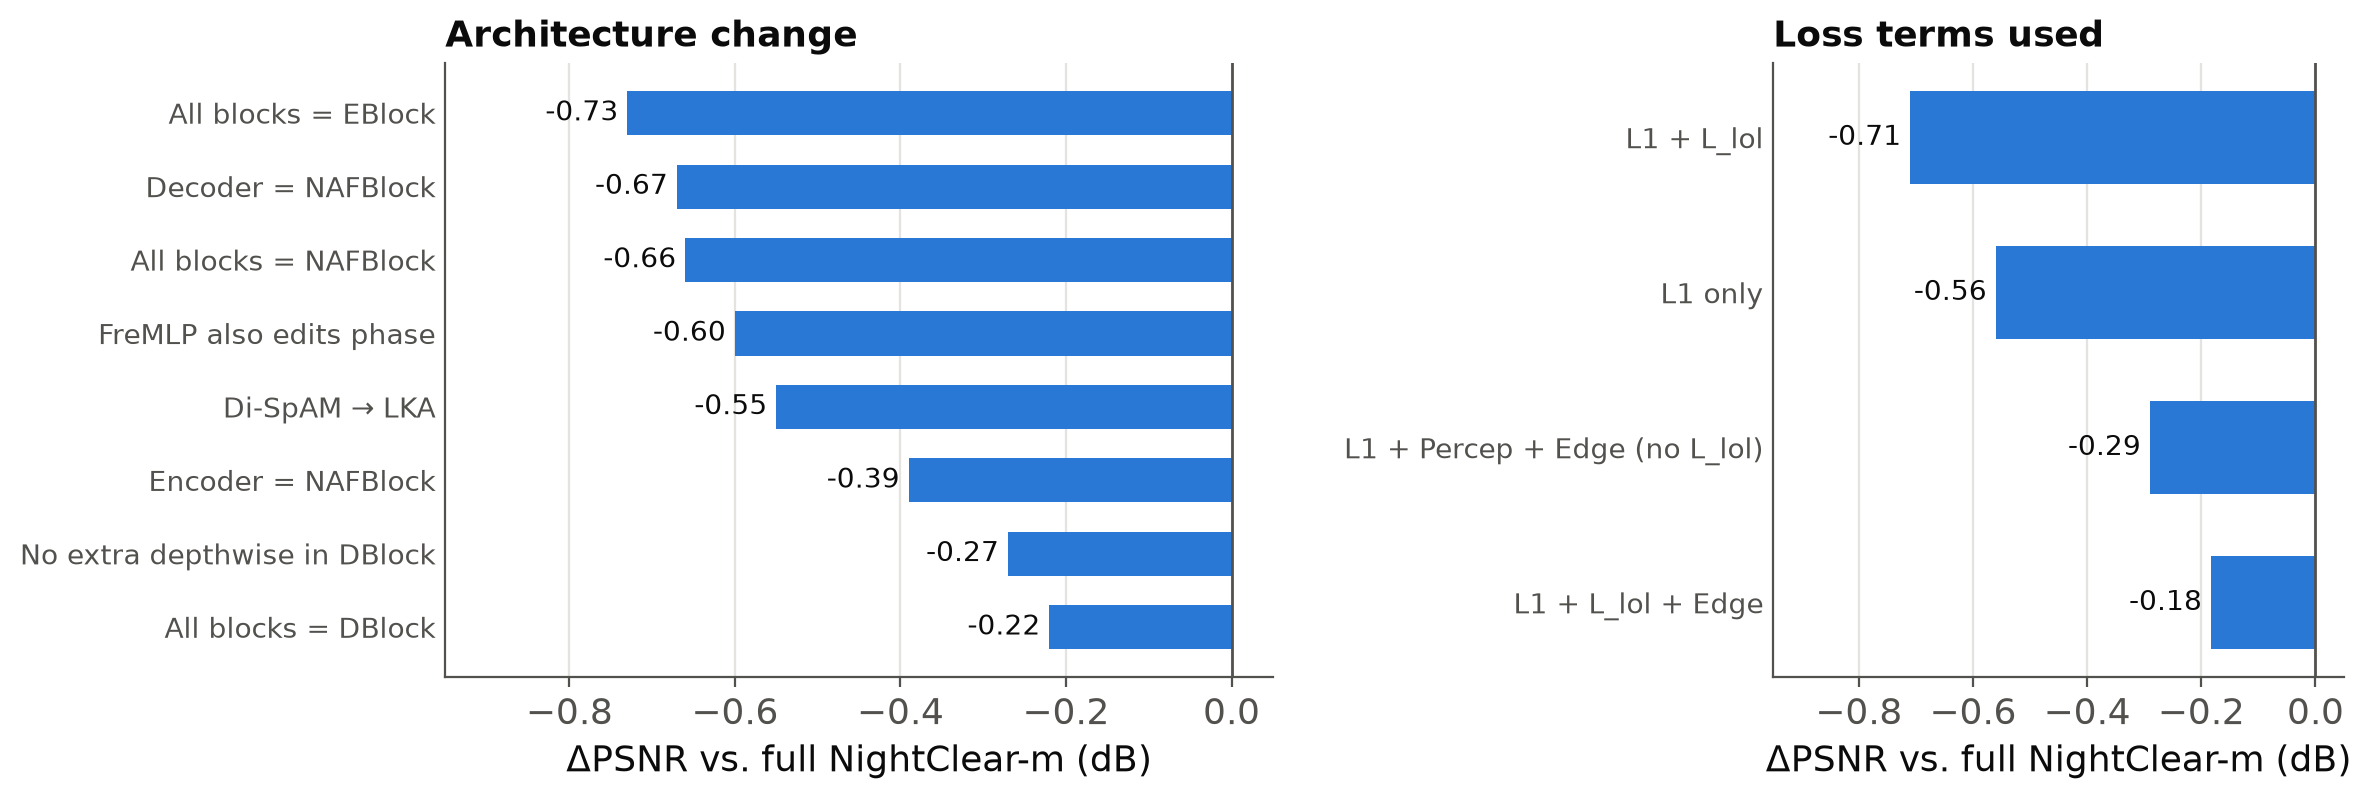 Architecture change
All blocks = EBlock
-0.73
Decoder = NAFBlock
-0.67
All blocks = NAFBlock
-0.66
FreMLP also edits phase
-0.60
Di-SpAM → LKA
-0.55
Encoder = NAFBlock
-0.39
No extra depthwise in DBlock
-0.27
All blocks = DBlock
-0.22
−0.8 −0.6 −0.4 −0.2 0.0
ΔPSNR vs. full NightClear-m (dB)
Loss terms used
L1 + L_lol
-0.71
L1 only
-0.56
L1 + Percep + Edge (no L_lol)
-0.29
L1 + L_lol + Edge
-0.18
−0.8 −0.6 −0.4 −0.2 0.0
ΔPSNR vs. full NightClear-m (dB)